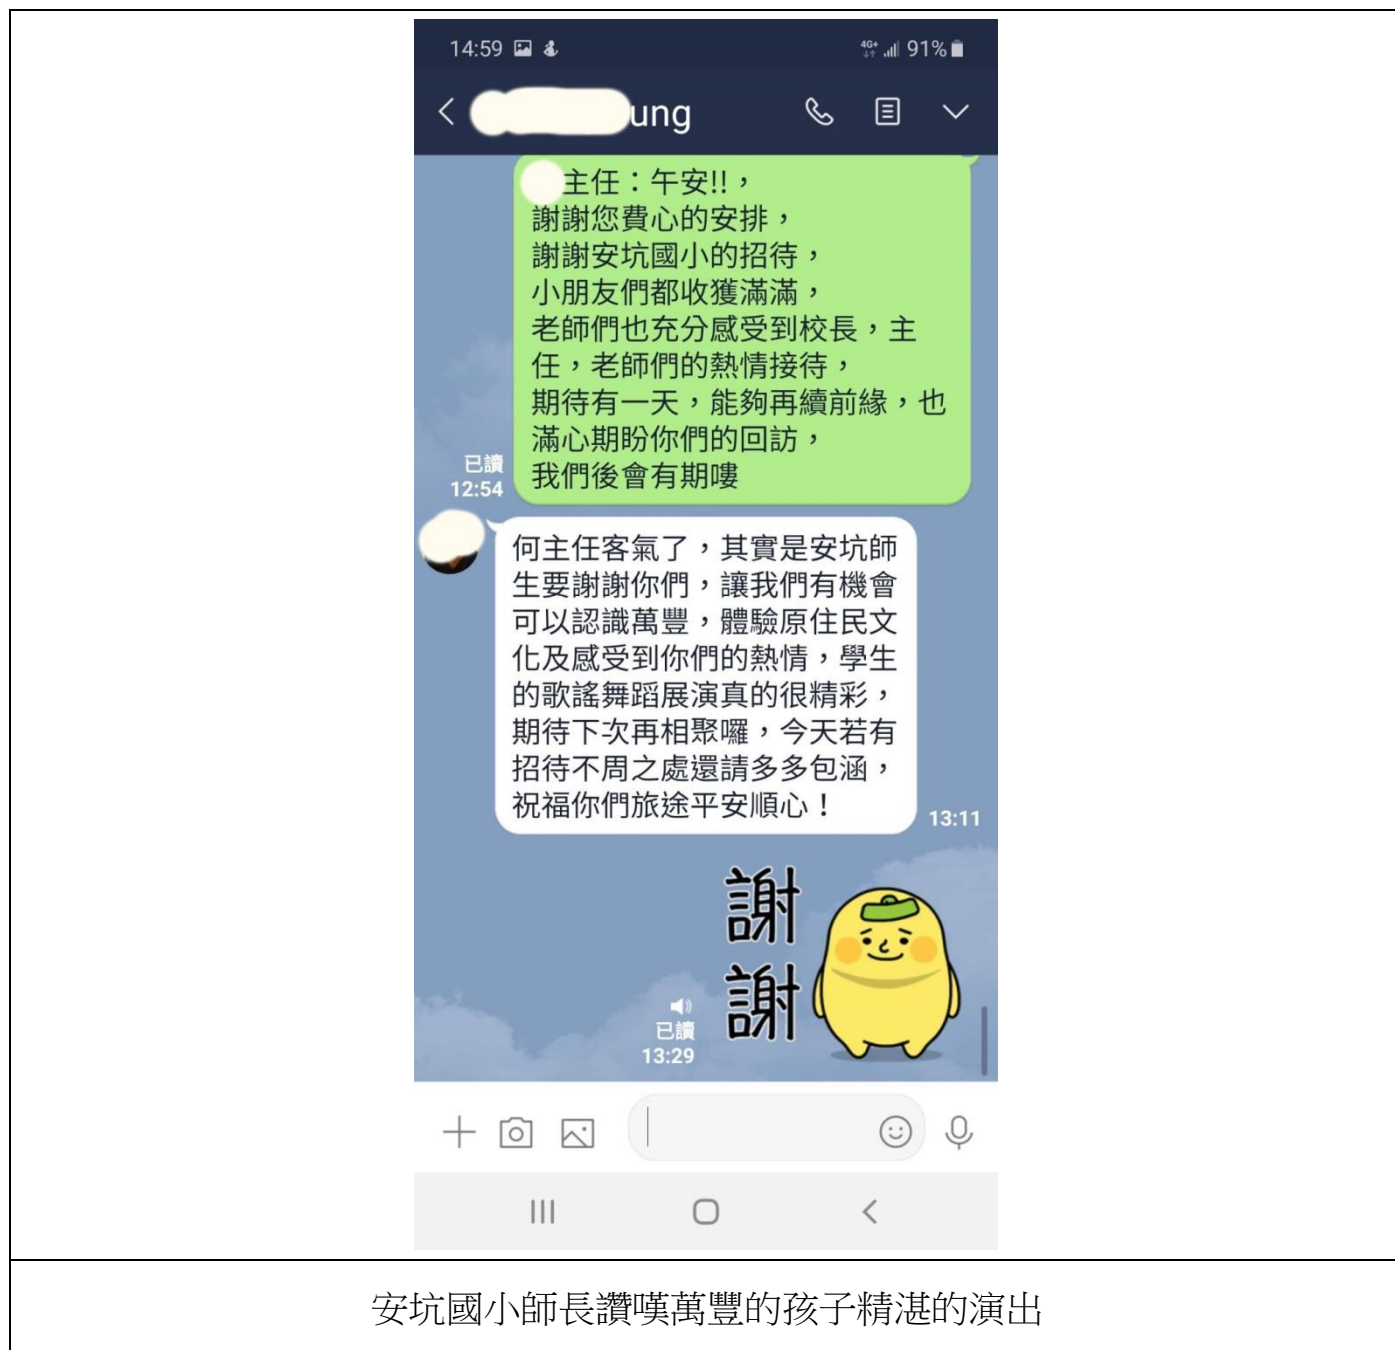 14:59
4G+
91%
ung
主任：午安!!，
謝謝您費心的安排，
謝謝安坑國小的招待，
小朋友們都收獲滿滿，
老師們也充分感受到校長，主
任，老師們的熱情接待，
期待有一天，能夠再續前緣，也
滿心期盼你們的回訪，
我們後會有期嘍
已讀
12:54
何主任客氣了，其實是安坑師
生要謝謝你們，讓我們有機會
可以認識萬豐，體驗原住民文
化及感受到你們的熱情，學生
的歌謠舞蹈展演真的很精彩，
期待下次再相聚囉，今天若有
招待不周之處還請多多包涵，
祝福你們旅途平安順心！
13:11
謝
謝
已讀
13:29
安坑國小師長讚嘆萬豐的孩子精湛的演出